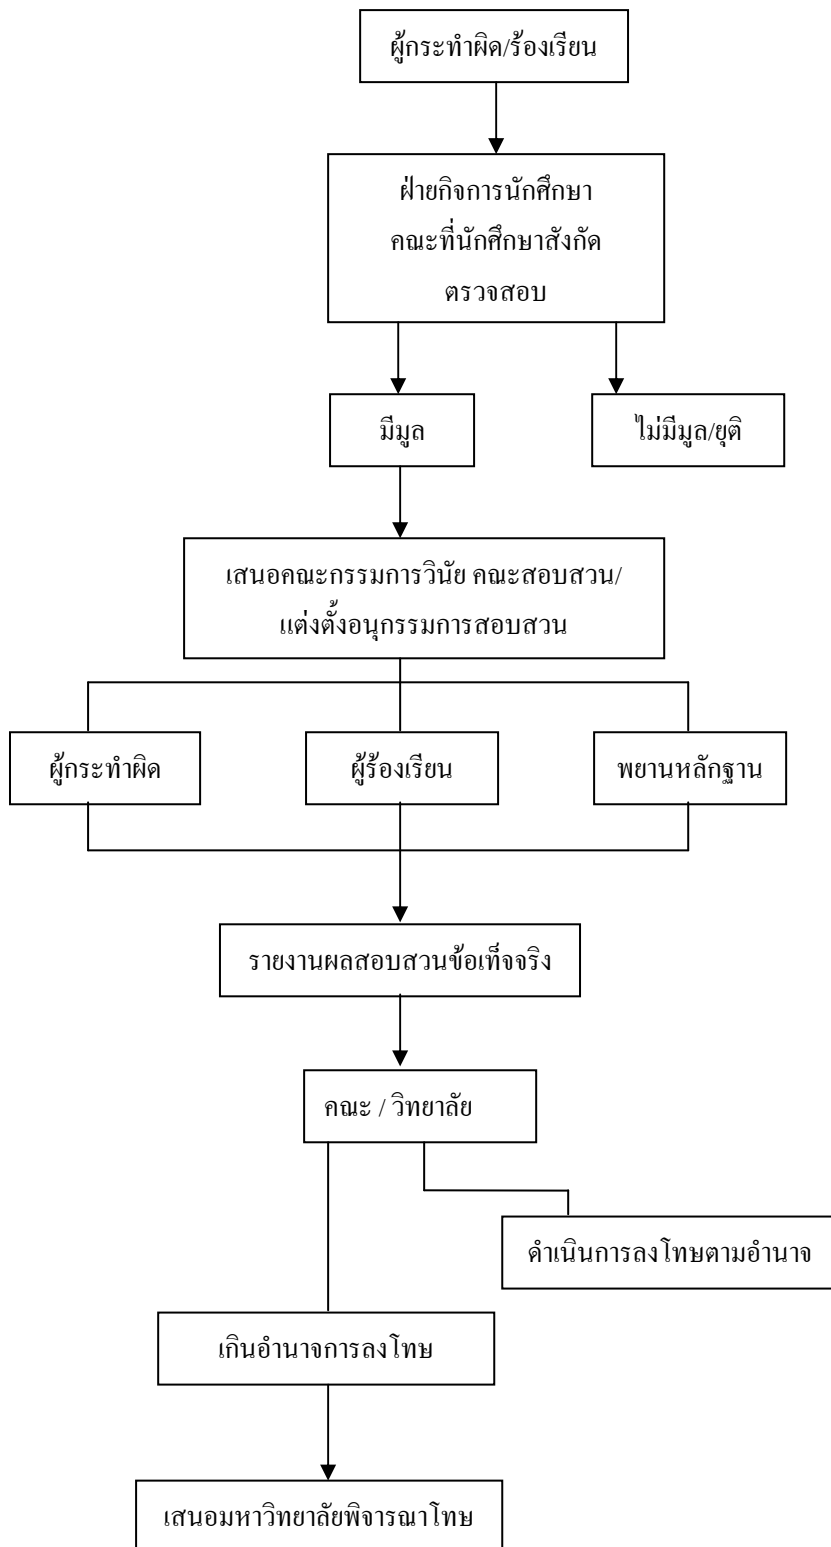 ผู้กระทำผิด/ร้องเรียน
ฝ่ายกิจการนักศึกษา
คณะที่นักศึกษาสังกัด
ตรวจสอบ
มีมูล
ไม่มีมูล/ยุติ
เสนอคณะกรรมการวินัย คณะสอบสวน/
แต่งตั้งอนุกรรมการสอบสวน
ผู้กระทำผิด
ผู้ร้องเรียน
พยานหลักฐาน
รายงานผลสอบสวนข้อเท็จจริง
คณะ / วิทยาลัย
ดำเนินการลงโทษตามอำนาจ
เกินอำนาจการลงโทษ
เสนอมหาวิทยาลัยพิจารณาโทษ